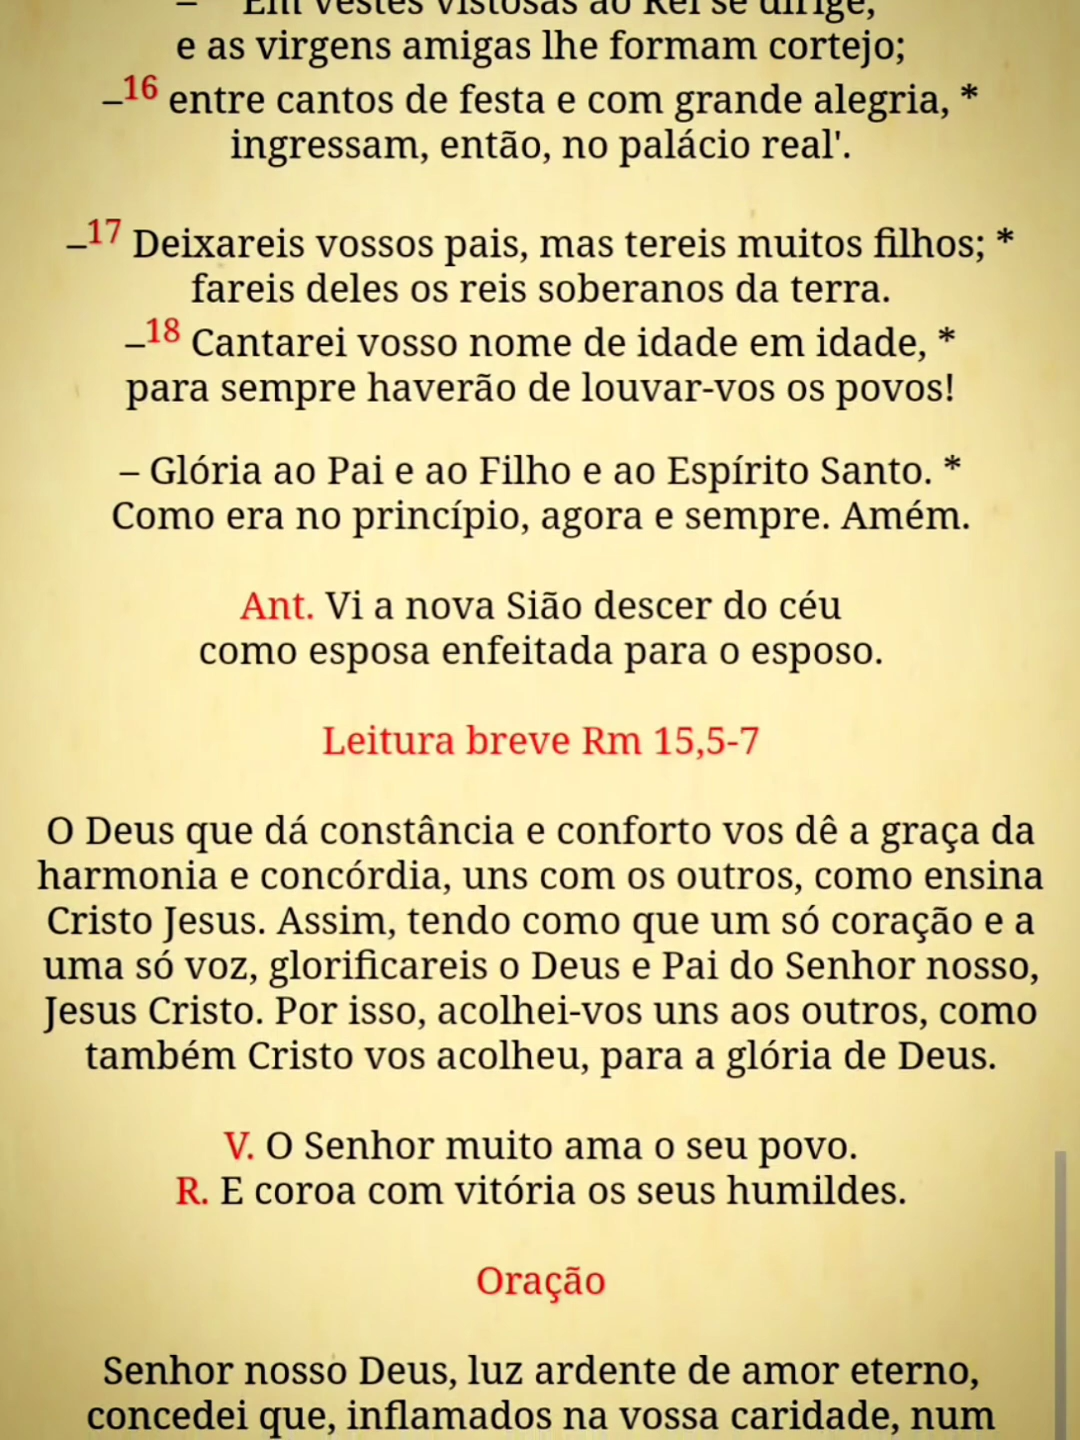 – Em vestes vistosas ao Rei se dirige,
e as virgens amigas lhe formam cortejo;
–16 entre cantos de festa e com grande alegria, *
ingressam, então, no palácio real'.
–17 Deixareis vossos pais, mas tereis muitos filhos; *
fareis deles os reis soberanos da terra.
–18 Cantarei vosso nome de idade em idade, *
para sempre haverão de louvar-vos os povos!
– Glória ao Pai e ao Filho e ao Espírito Santo. *
Como era no princípio, agora e sempre. Amém.
Ant. Vi a nova Sião descer do céu
como esposa enfeitada para o esposo.
Leitura breve Rm 15,5-7
O Deus que dá constância e conforto vos dê a graça da
harmonia e concórdia, uns com os outros, como ensina
Cristo Jesus. Assim, tendo como que um só coração e a
uma só voz, glorificareis o Deus e Pai do Senhor nosso,
Jesus Cristo. Por isso, acolhei-vos uns aos outros, como
também Cristo vos acolheu, para a glória de Deus.
V. O Senhor muito ama o seu povo.
R. E coroa com vitória os seus humildes.
Oração
Senhor nosso Deus, luz ardente de amor eterno,
concedei que, inflamados na vossa caridade, num